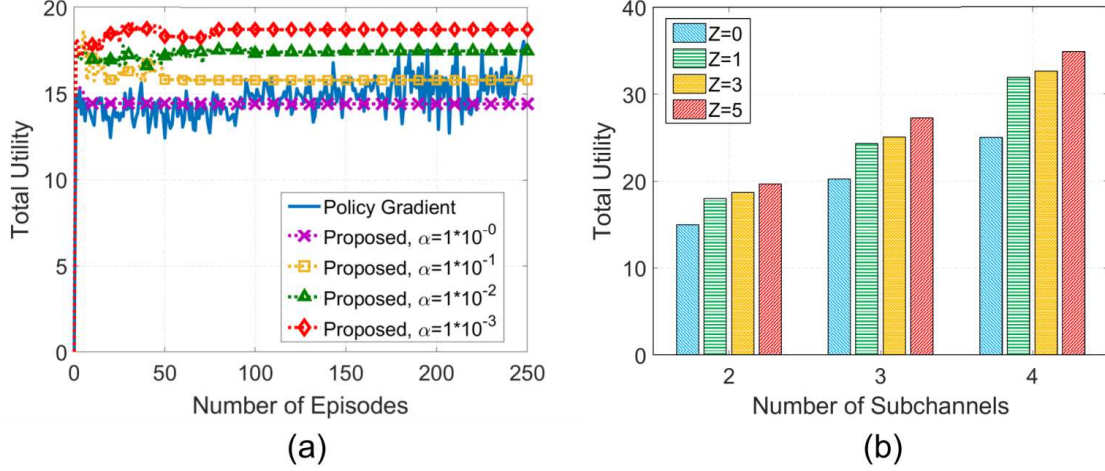 20
15
10
5
0
Total Utility
Policy Gradient
Proposed, α=1*10⁻⁰
Proposed, α=1*10⁻¹
Proposed, α=1*10⁻²
Proposed, α=1*10⁻³
0 50 100 150 200 250
Number of Episodes
(a)
40
30
20
10
0
Total Utility
Z=0
Z=1
Z=3
Z=5
2 3 4
Number of Subchannels
(b)